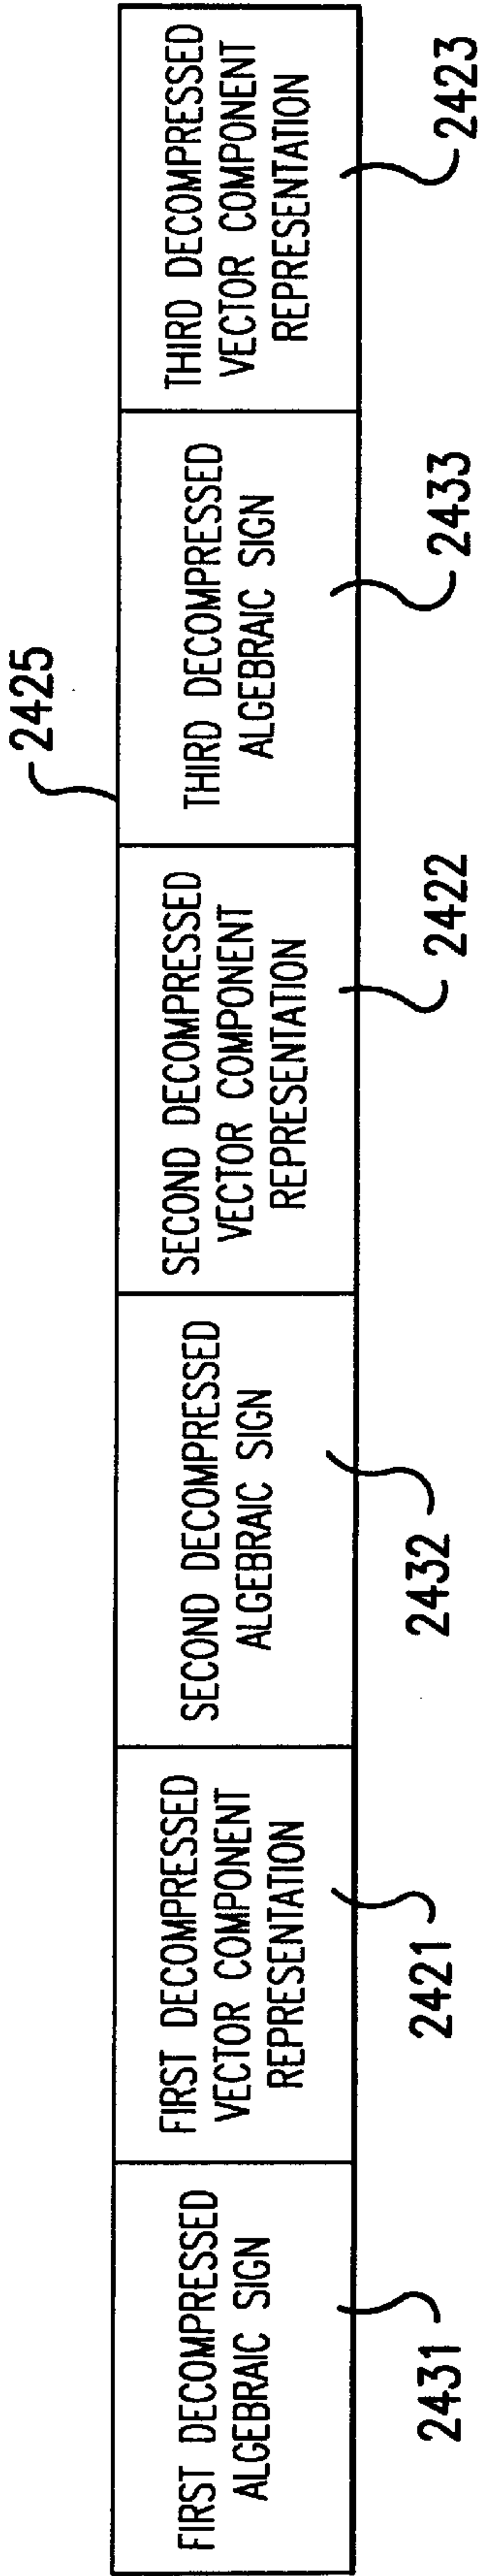 2425
FIRST DECOMPRESSED
ALGEBRAIC SIGN
FIRST DECOMPRESSED
VECTOR COMPONENT
REPRESENTATION
SECOND DECOMPRESSED
ALGEBRAIC SIGN
SECOND DECOMPRESSED
VECTOR COMPONENT
REPRESENTATION
THIRD DECOMPRESSED
ALGEBRAIC SIGN
THIRD DECOMPRESSED
VECTOR COMPONENT
REPRESENTATION
2431
2421
2432
2422
2433
2423